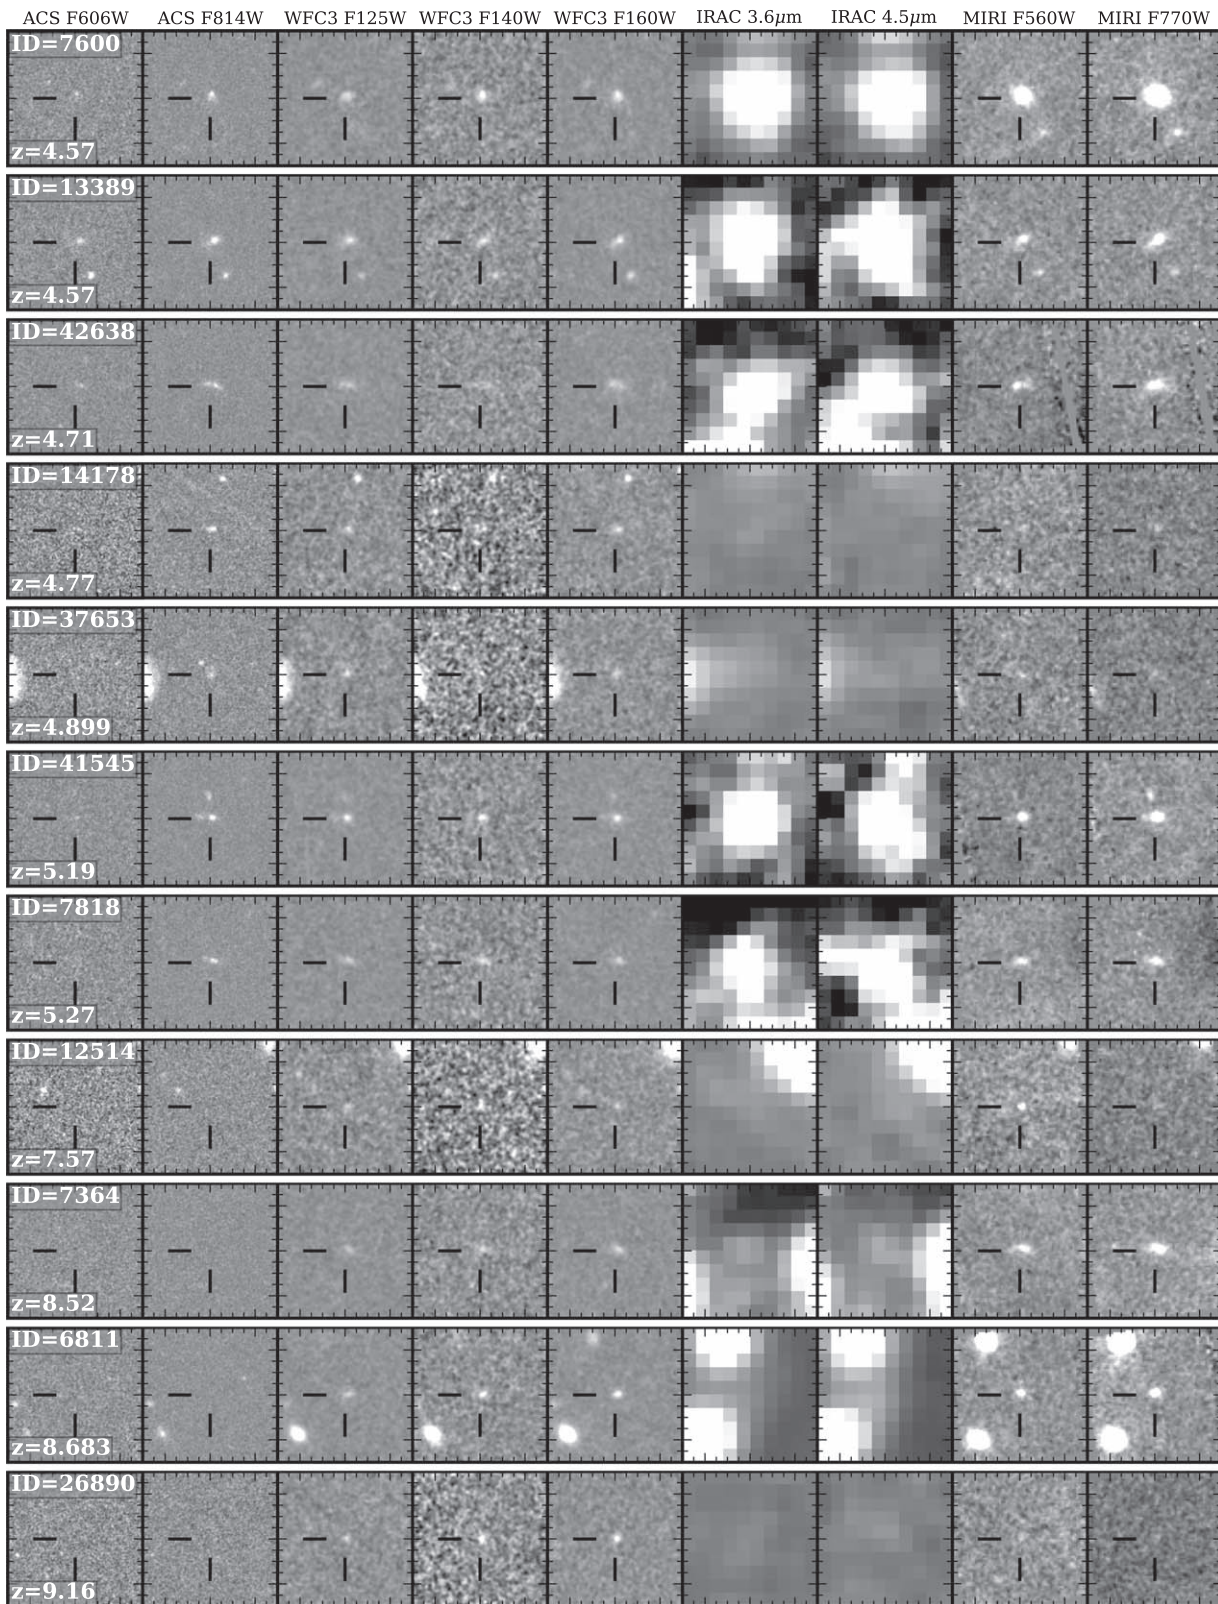 ACS F606W ACS F814W WFC3 F125W WFC3 F140W WFC3 F160W IRAC 3.6μm IRAC 4.5μm MIRI F560W MIRI F770W
ID=7600
z=4.57
ID=13389
z=4.57
ID=42638
z=4.71
ID=14178
z=4.77
ID=37653
z=4.899
ID=41545
z=5.19
ID=7818
z=5.27
ID=12514
z=7.57
ID=7364
z=8.52
ID=6811
z=8.683
ID=26890
z=9.16